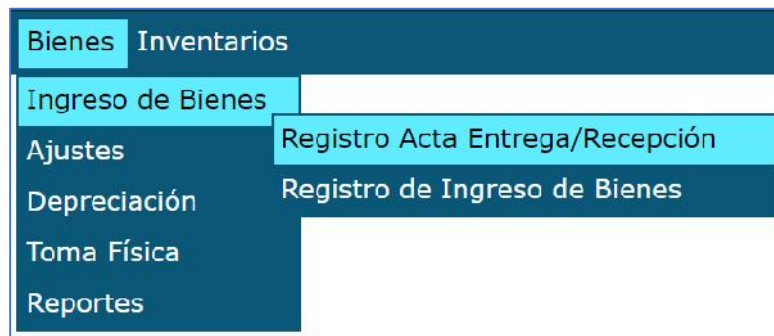 Bienes Inventarios
Ingreso de Bienes
Registro Acta Entrega/Recepción
Ajustes
Registro de Ingreso de Bienes
Depreciación
Toma Física
Reportes